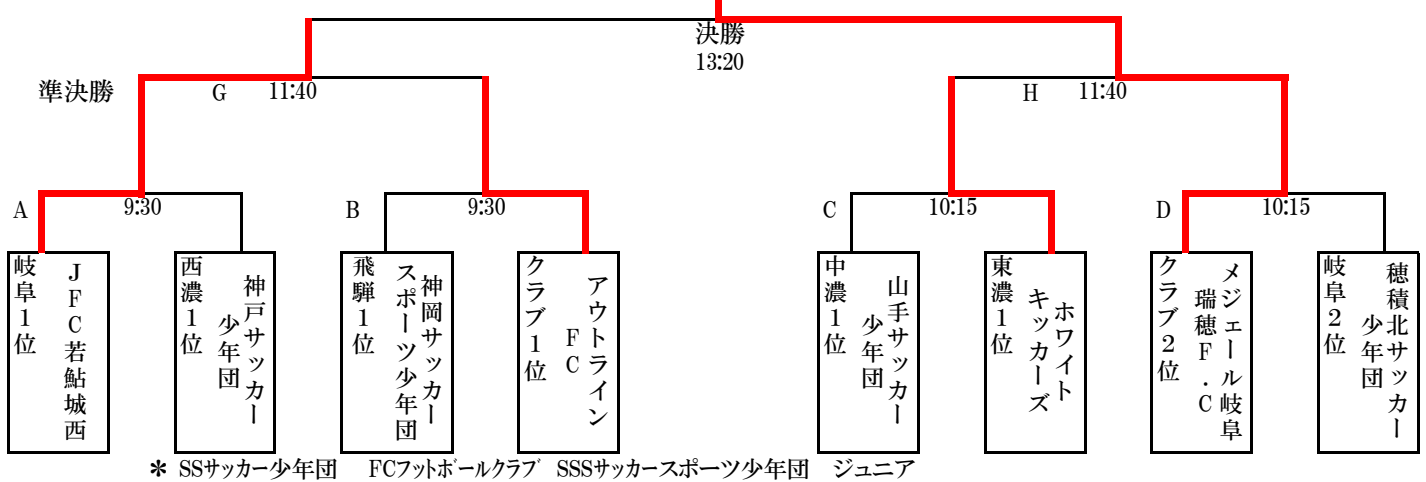 決勝
13:20
準決勝
G
11:40
H
11:40
A
9:30
B
9:30
C
10:15
D
10:15
岐阜1位
JFC若鮎城西
西濃1位
神戸サッカー
少年団
飛騨1位
神岡サッカー
スポーツ少年団
クラブ1位
アウトライン
FC
中濃1位
山手サッカー
少年団
東濃1位
ホワイト
キッカーズ
クラブ2位
メジェール岐阜
瑞穂F.C
岐阜2位
穂積北サッカー
少年団
* SSサッカー少年団 FCフットボールクラブ SSSサッカースポーツ少年団 ジュニア